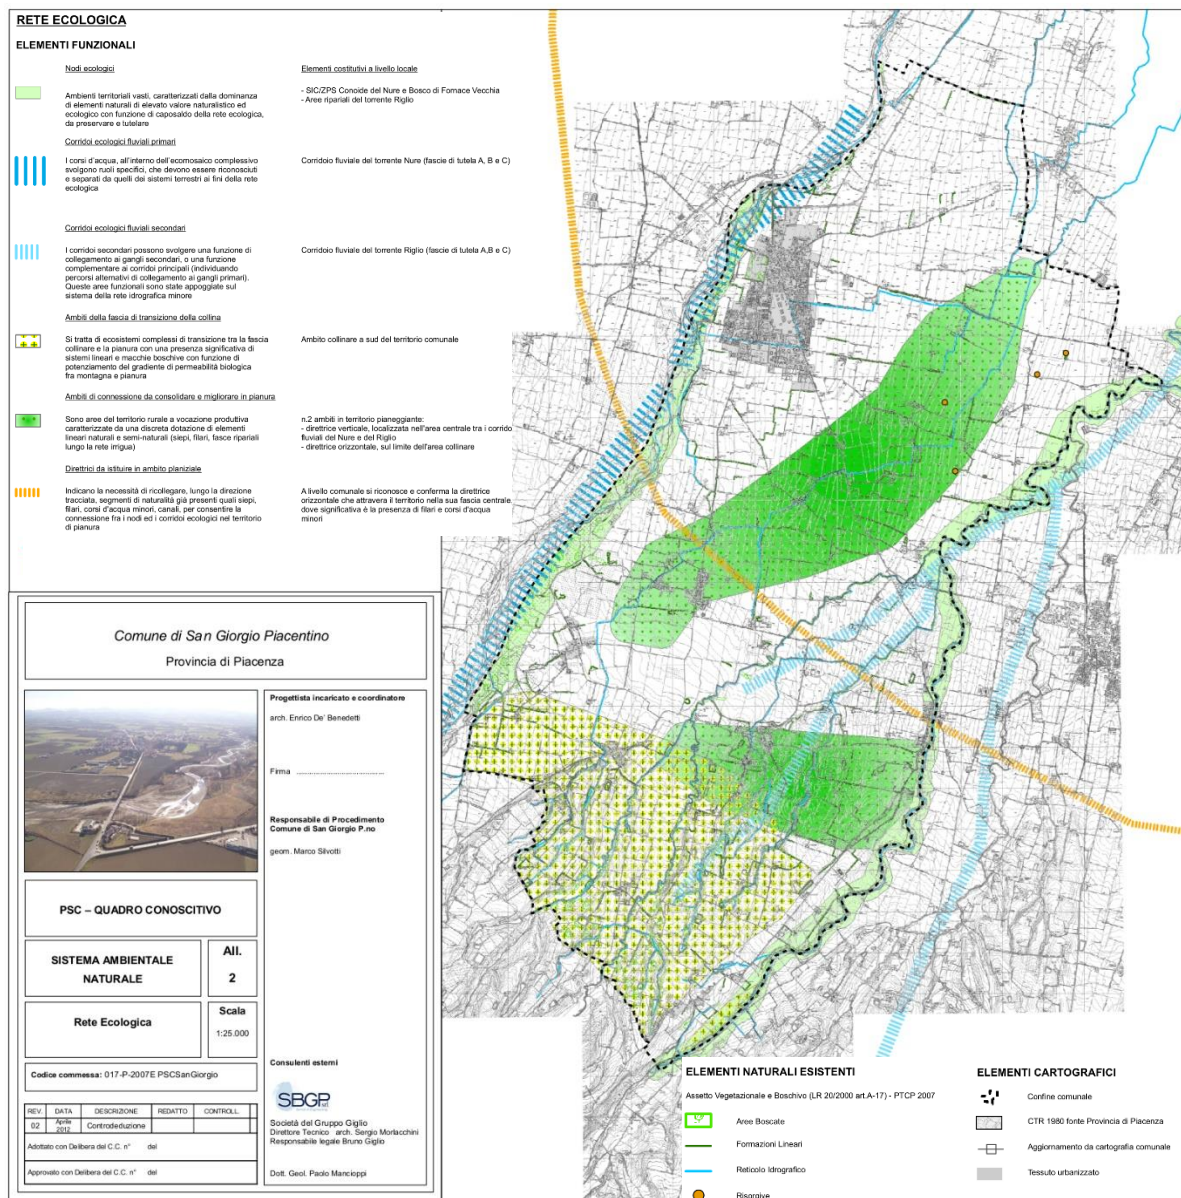 RETE ECOLOGICA
ELEMENTI FUNZIONALI
Nodi ecologici
Elementi costitutivi a livello locale
Ambienti territoriali vasti, caratterizzati dalla dominanza
di elementi naturali di elevato valore naturalistico ed
ecologico con funzione di caposaldo della rete ecologica,
da preservare e tutelare
- SIC/ZPS Conoide del Nure e Bosco di Fornace Vecchia
- Aree ripariali del torrente Riglio
Corridoi ecologici fluviali primari
I corsi d'acqua, all'interno dell'ecomosaico complessivo
svolgono ruoli specifici, che devono essere riconosciuti
e separati da quelli dei sistemi terrestri ai fini della rete
ecologica
Corridoio fluviale del torrente Nure (fascie di tutela A, B e C)
Corridoi ecologici fluviali secondari
I corridoi secondari possono svolgere una funzione di
collegamento ai gangli secondari, o una funzione
complementare ai corridoi principali (individuando
percorsi alternativi di collegamento ai gangli primari).
Queste aree funzionali sono state appoggiate sul
sistema della rete idrografica minore
Corridoio fluviale del torrente Riglio (fascie di tutela A,B e C)
Ambiti della fascia di transizione della collina
Si tratta di ecosistemi complessi di transizione tra la fascia
collinare e la pianura con una presenza significativa di
sistemi lineari e macchie boschive con funzione di
potenziamento del gradiente di permeabilità biologica
fra montagna e pianura
Ambito collinare a sud del territorio comunale
Ambiti di connessione da consolidare e migliorare in pianura
Sono aree del territorio rurale a vocazione produttiva
caratterizzate da una discreta dotazione di elementi
lineari naturali e semi-naturali (siepi, filari, fasce ripariali
lungo la rete irrigua)
n.2 ambiti in territorio pianeggiante:
- direttrice verticale, localizzata nell'area centrale tra i corrido
fluviali del Nure e del Riglio
- direttrice orizzontale, sul limite dell'area collinare
Direttrici da istituire in ambito planiziale
Indicano la necessità di ricollegare, lungo la direzione
tracciata, segmenti di naturalità già presenti quali siepi,
filari, corsi d'acqua minori, canali, per consentire la
connessione fra i nodi ed i corridoi ecologici nel territorio
di pianura
A livello comunale si riconosce e conferma la direttrice
orizzontale che attraversa il territorio nella sua fascia centrale,
dove significativa è la presenza di filari e corsi d'acqua
minori
Comune di San Giorgio Piacentino
Provincia di Piacenza
Progettista incaricato e coordinatore
arch. Enrico De' Benedetti
Firma ........................................
Responsabile di Procedimento
Comune di San Giorgio P.no
geom. Marco Silvotti
PSC – QUADRO CONOSCITIVO
SISTEMA AMBIENTALE
NATURALE
All.
2
Rete Ecologica
Scala
1:25.000
Codice commessa: 017-P-2007E PSCSanGiorgio
REV. DATA DESCRIZIONE REDATTO CONTROLL.
02 Aprile 2012 Controdeduzione
Adottato con Delibera del C.C. n° del
Approvato con Delibera del C.C. n° del
Consulenti esterni
SBGP
Società del Gruppo Giglio
Direttore Tecnico arch. Sergio Morlacchini
Responsabile legale Bruno Giglio
Dott. Geol. Paolo Mancioppi
ELEMENTI NATURALI ESISTENTI
Assetto Vegetazionale e Boschivo (LR 20/2000 art.A-17) - PTCP 2007
Aree Boscate
Formazioni Lineari
Reticolo Idrografico
Risorgive
ELEMENTI CARTOGRAFICI
Confine comunale
CTR 1980 fonte Provincia di Piacenza
Aggiornamento da cartografia comunale
Tessuto urbanizzato